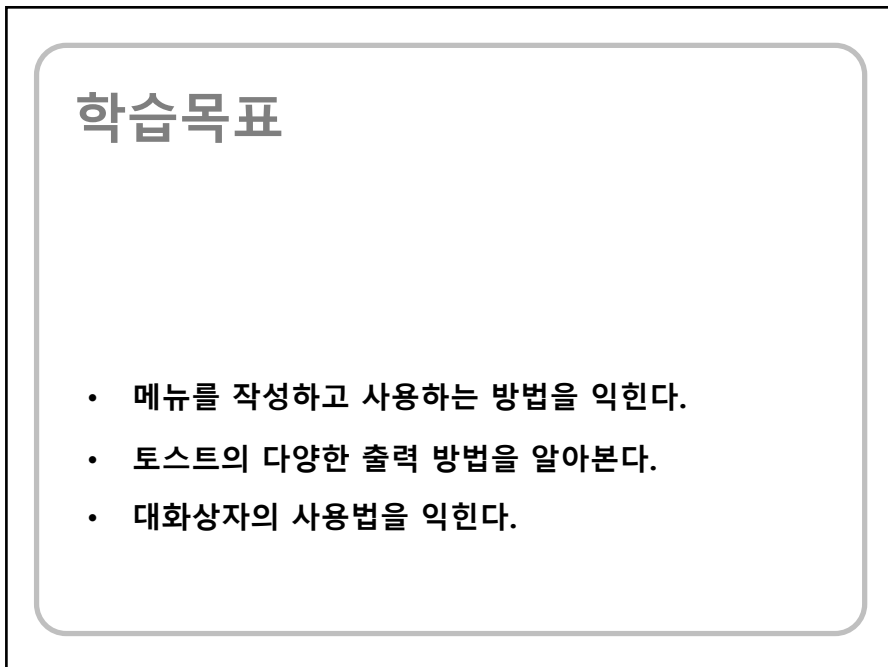 학습목표
• 메뉴를 작성하고 사용하는 방법을 익힌다.
• 토스트의 다양한 출력 방법을 알아본다.
• 대화상자의 사용법을 익힌다.